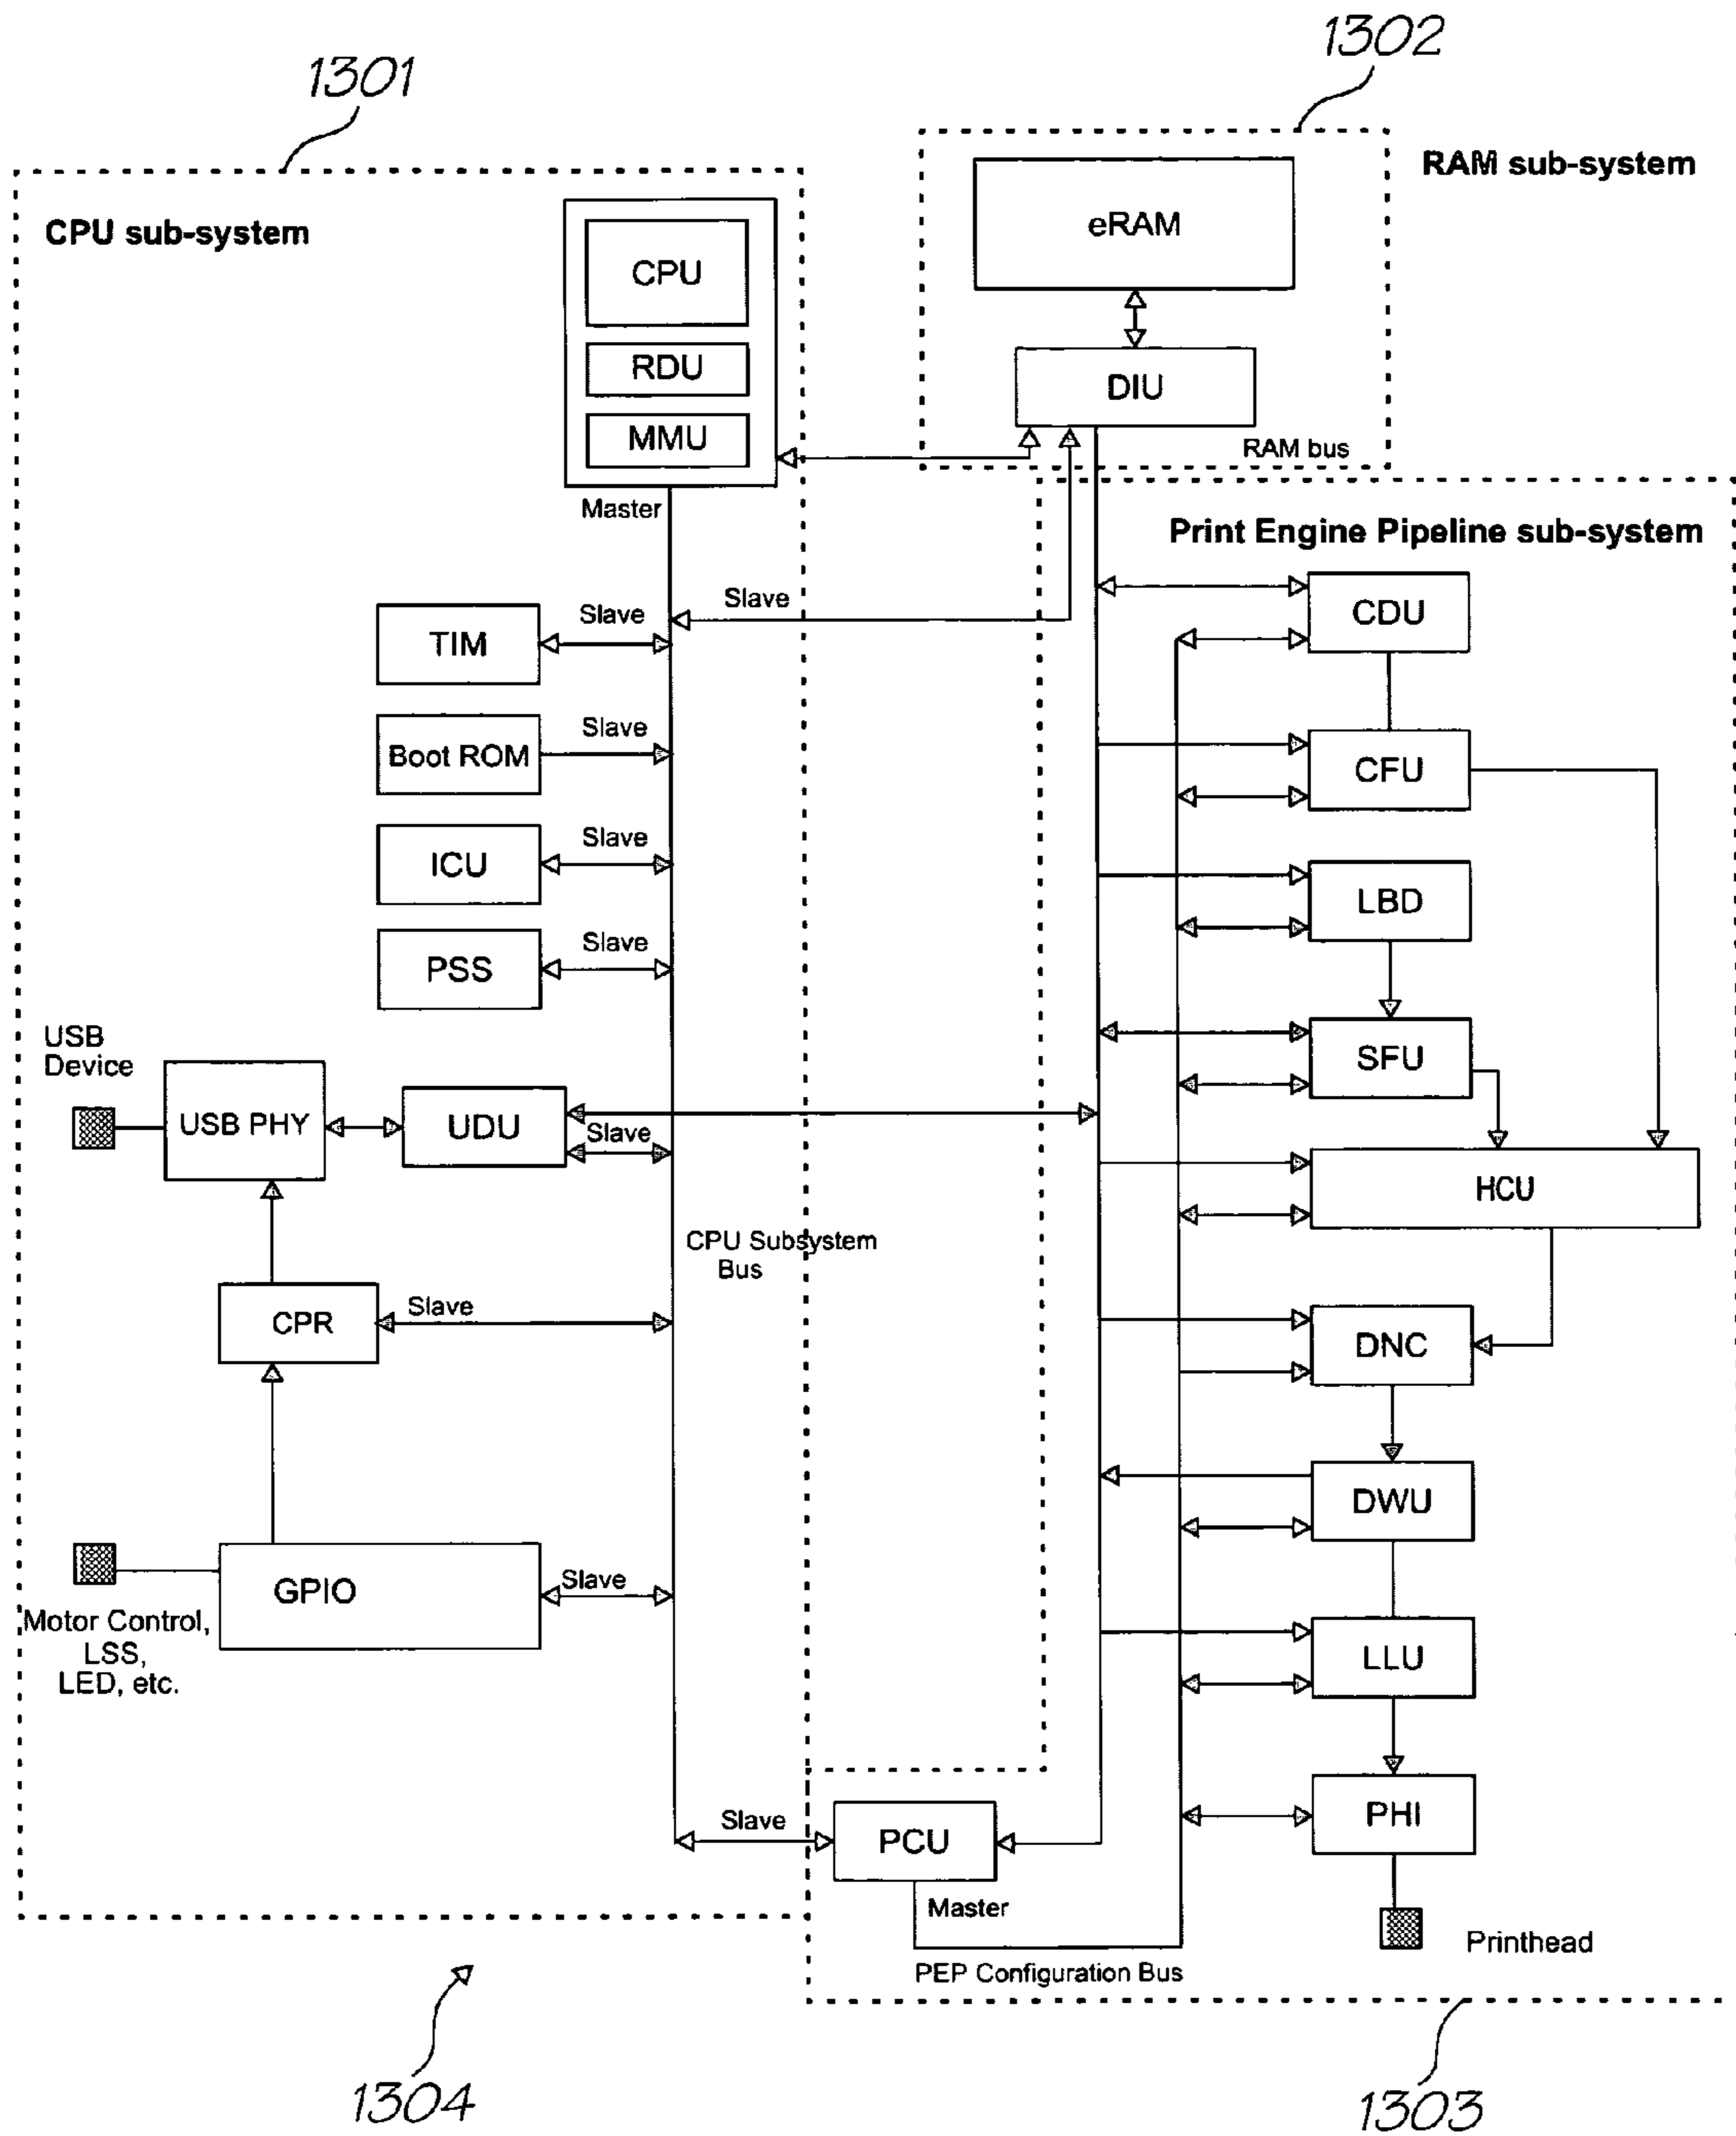 1301
1302
RAM sub-system
CPU sub-system
eRAM
CPU
RDU
DIU
MMU
RAM bus
Master
Print Engine Pipeline sub-system
Slave
Slave
CDU
TIM
Slave
Boot ROM
CFU
Slave
ICU
LBD
Slave
PSS
SFU
USB
Device
USB PHY
UDU
Slave
HCU
CPU Subsystem
Bus
Slave
CPR
DNC
DWU
Slave
GPIO
Motor Control,
LSS,
LED, etc.
LLU
PHI
Slave
PCU
Master
Printhead
PEP Configuration Bus
1304
1303